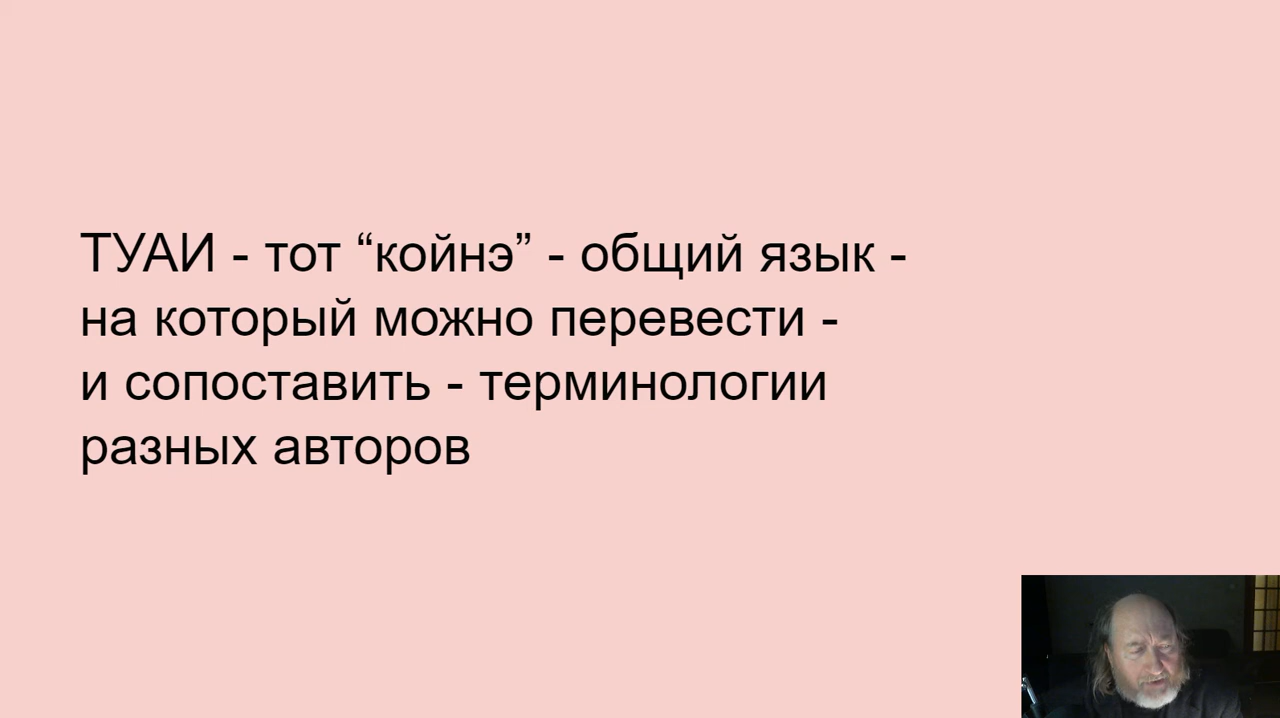 ТУАИ - тот “койнэ” - общий язык -
на который можно перевести -
и сопоставить - терминологии
разных авторов